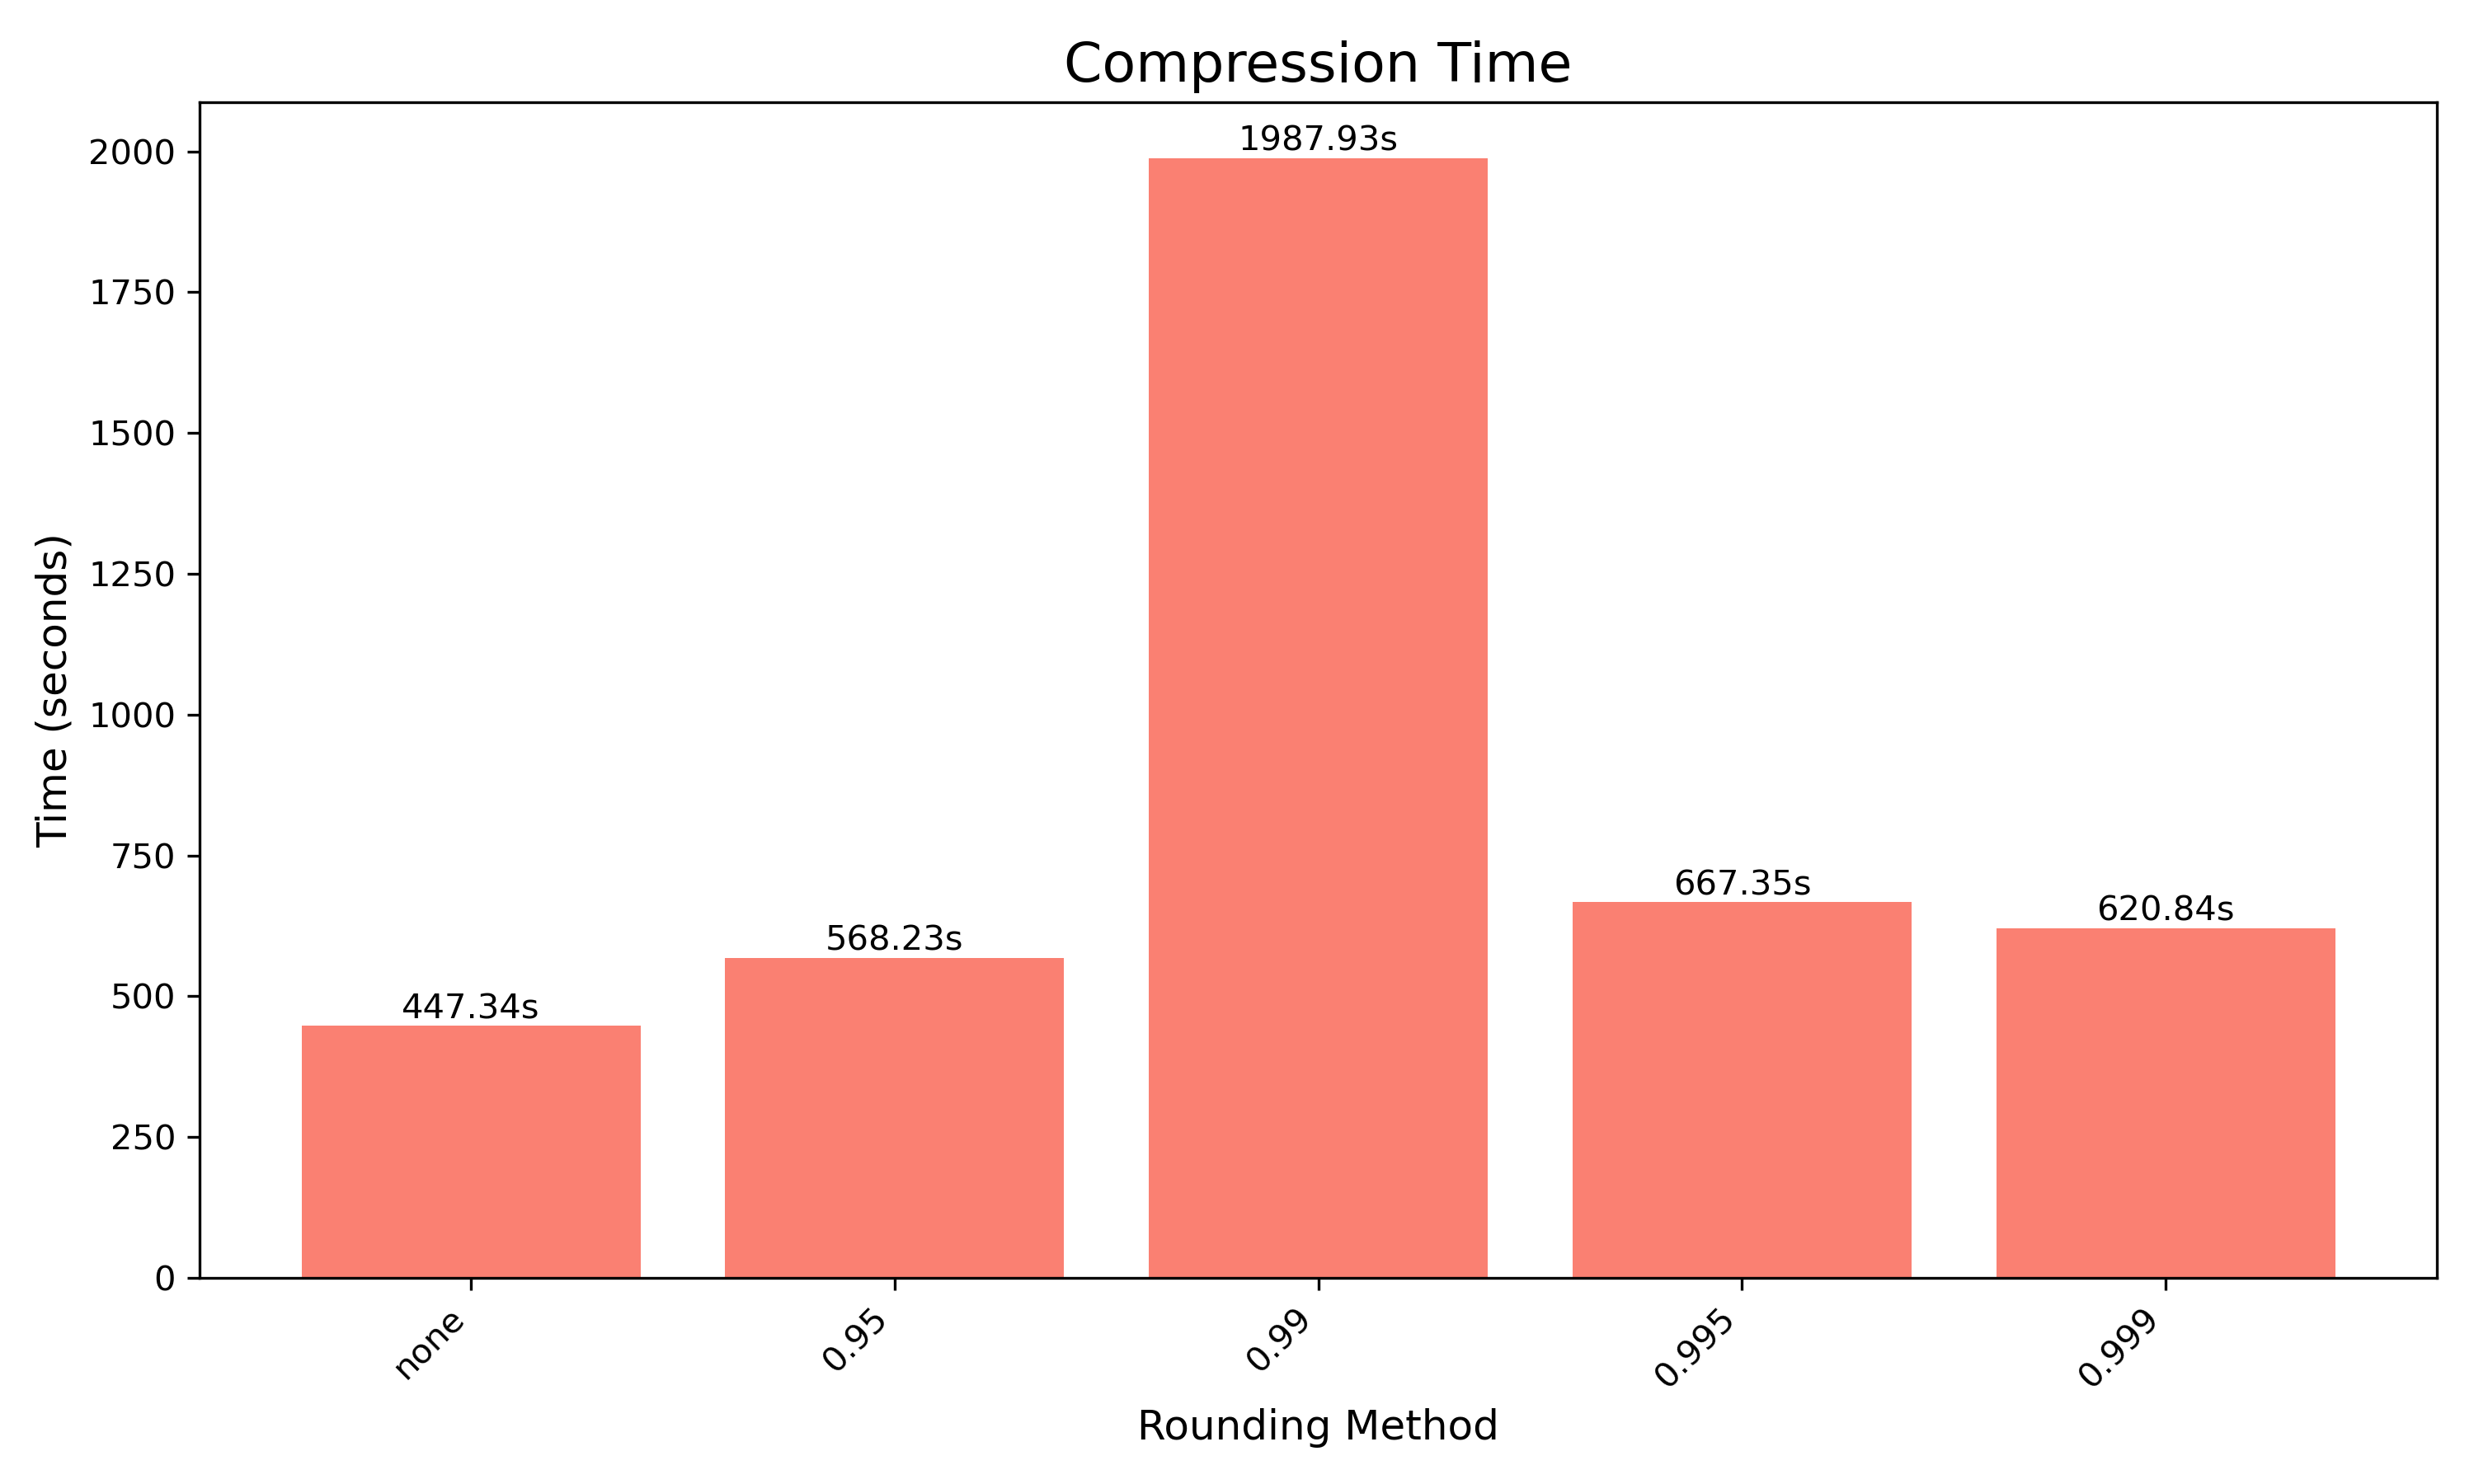 Compression Time
Time (seconds)
2000
1750
1500
1250
1000
750
500
250
0
447.34s
568.23s
1987.93s
667.35s
620.84s
none
0.95
0.99
0.995
0.999
Rounding Method